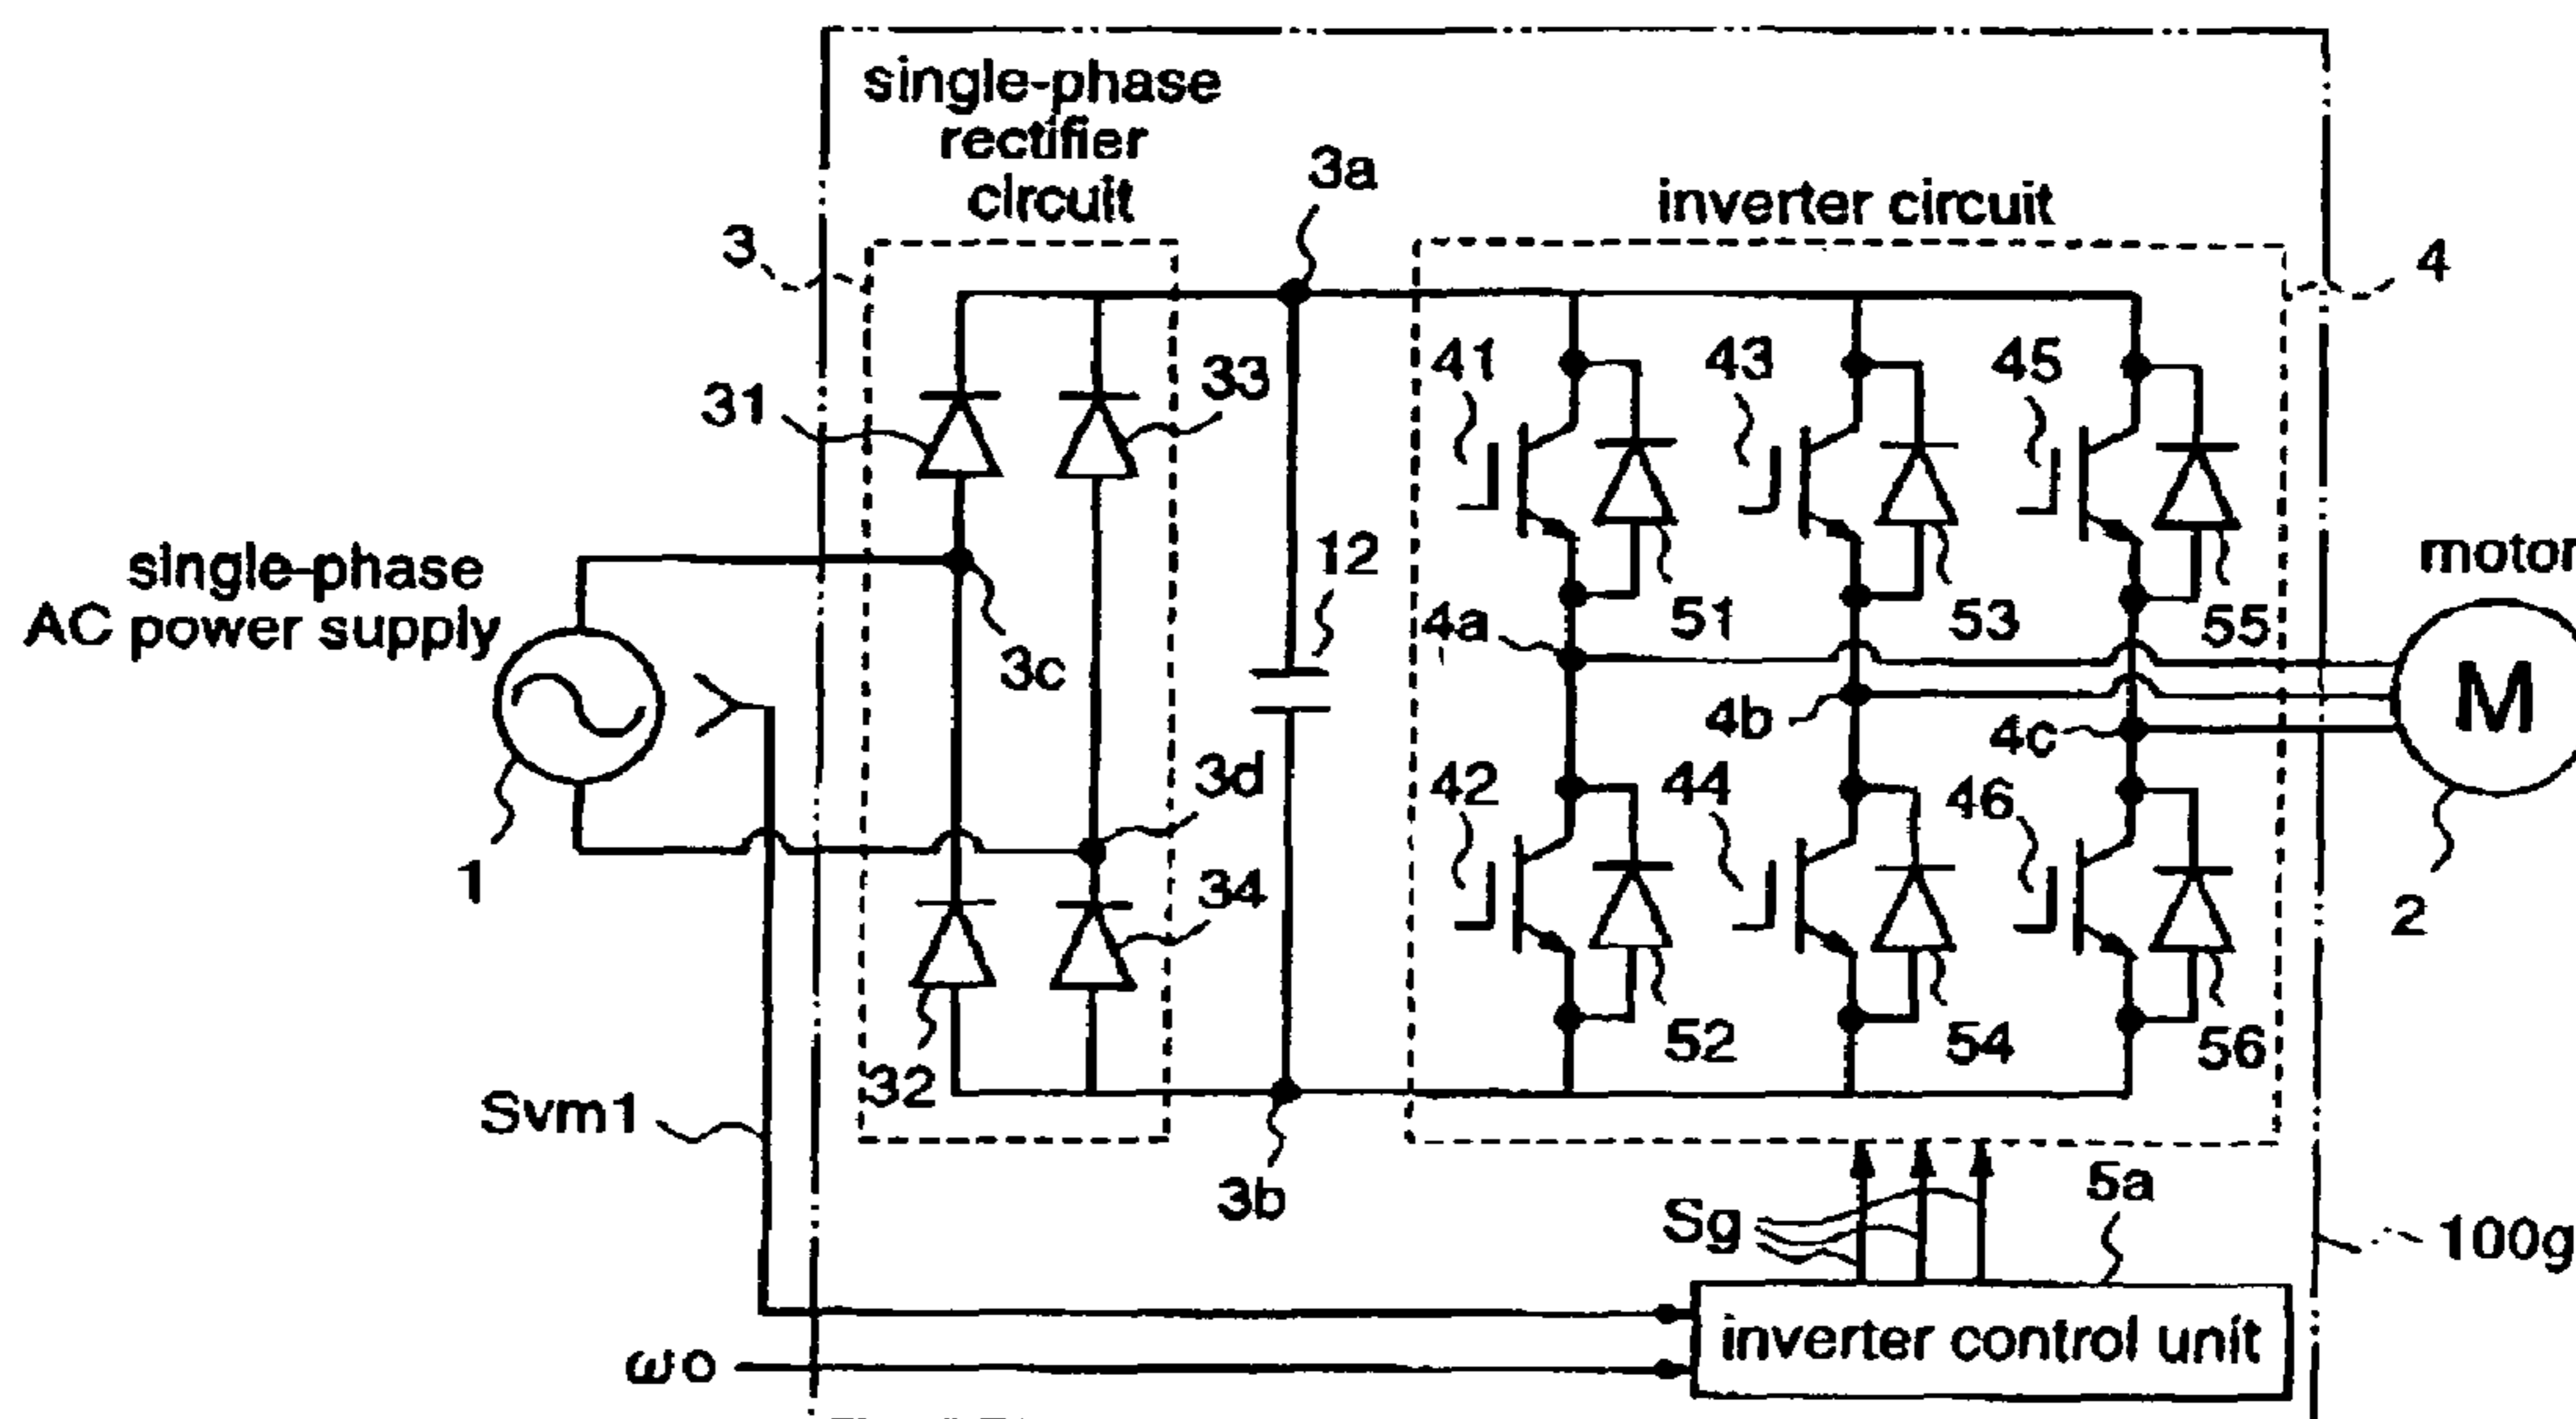 single-phase
rectifier
circuit
3a
inverter circuit
3
4
31
33
41
43
45
single-phase
AC power supply
12
motor
3c
4a
51
53
55
M
4b
4c
3d
42
44
46
1
34
2
32
52
54
56
Svm1
3b
5a
Sg
100g
inverter control unit
ωo